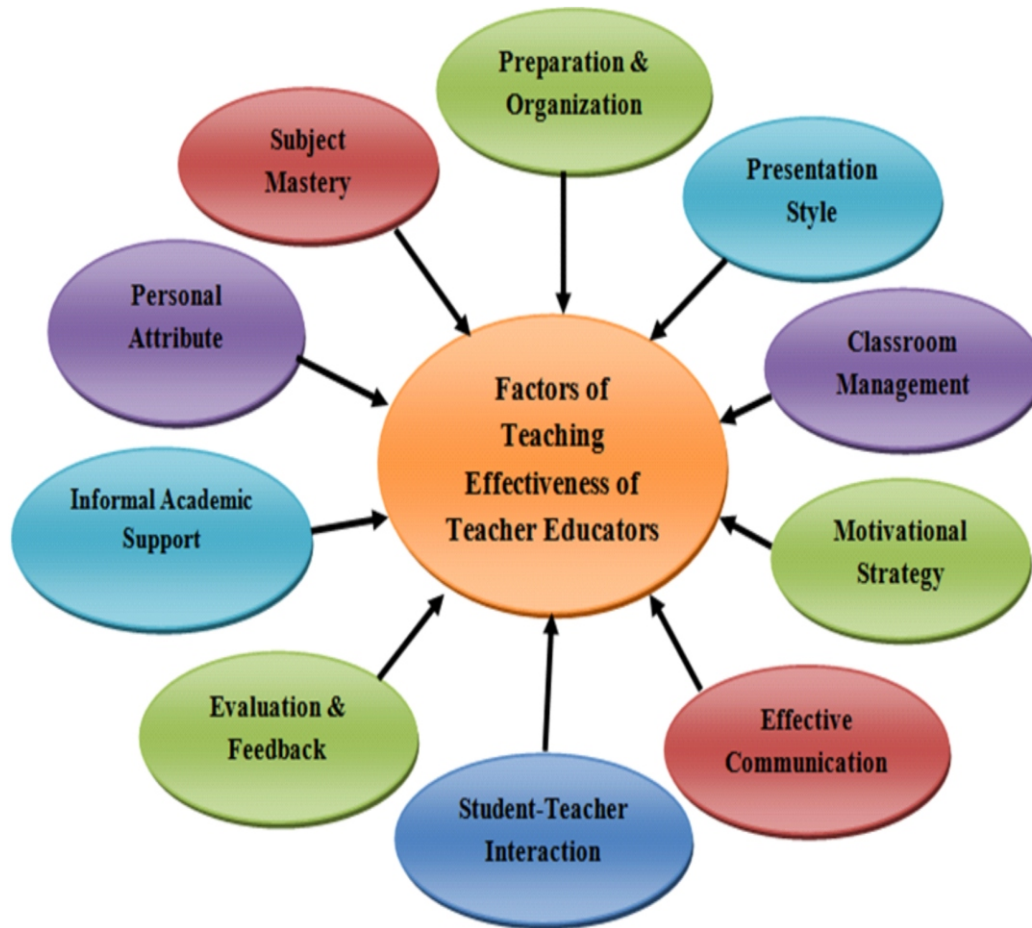 Preparation &
Organization
Subject
Mastery
Presentation
Style
Personal
Attribute
Classroom
Management
Factors of
Teaching
Effectiveness of
Teacher Educators
Informal Academic
Support
Motivational
Strategy
Evaluation &
Feedback
Effective
Communication
Student-Teacher
Interaction